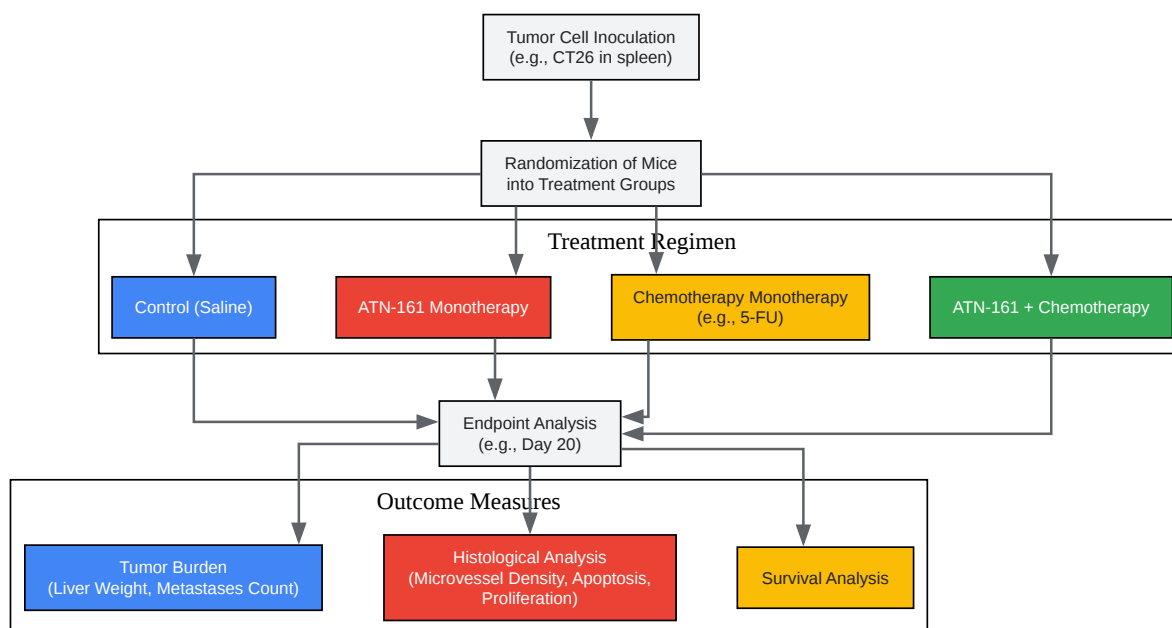 Tumor Cell Inoculation
(e.g., CT26 in spleen)
Randomization of Mice
into Treatment Groups
Treatment Regimen
Control (Saline)
ATN-161 Monotherapy
Chemotherapy Monotherapy
(e.g., 5-FU)
ATN-161 + Chemotherapy
Endpoint Analysis
(e.g., Day 20)
Outcome Measures
Tumor Burden
(Liver Weight, Metastases Count)
Histological Analysis
(Microvessel Density, Apoptosis,
Proliferation)
Survival Analysis